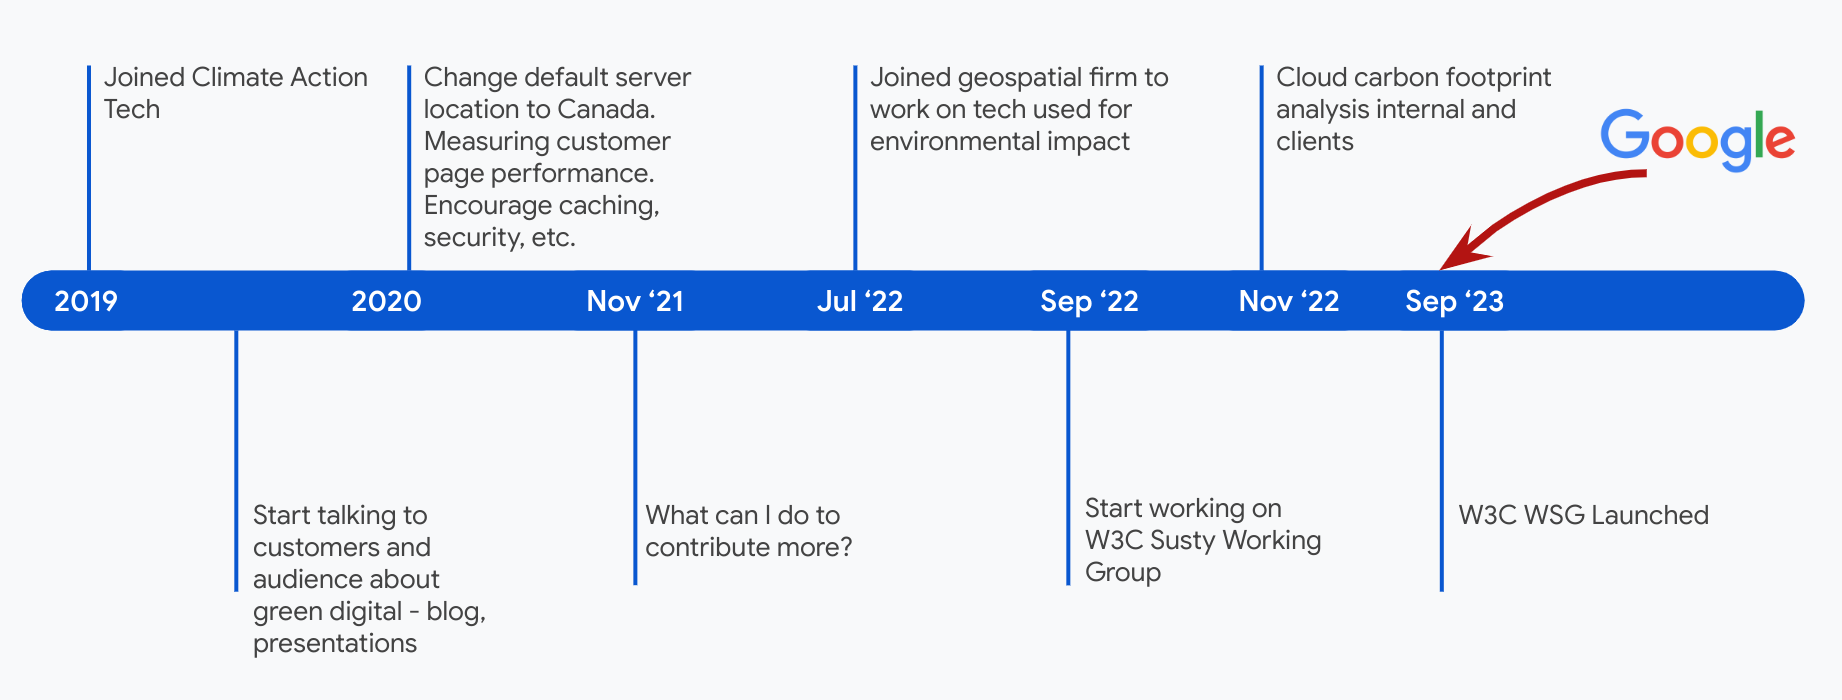 Joined Climate Action
Tech
Change default server
location to Canada.
Measuring customer
page performance.
Encourage caching,
security, etc.
Joined geospatial firm to
work on tech used for
environmental impact
Cloud carbon footprint
analysis internal and
clients
Google
2019
2020
Nov ‘21
Jul ‘22
Sep ‘22
Nov ‘22
Sep ‘23
Start talking to
customers and
audience about
green digital - blog,
presentations
What can I do to
contribute more?
Start working on
W3C Susty Working
Group
W3C WSG Launched